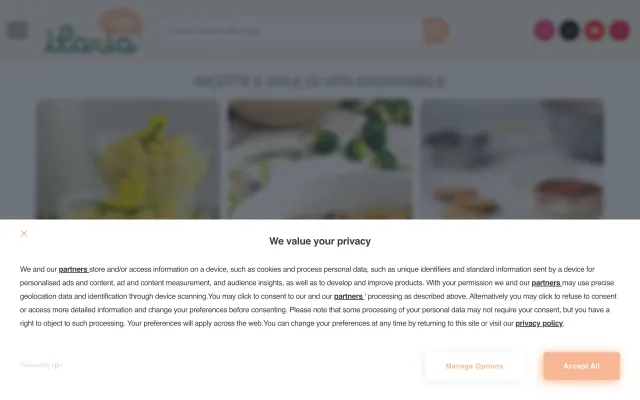 ilaria
RICETTE E STILE DI VITA SOSTENIBILE
×
We value your privacy
We and our partners store and/or access information on a device, such as cookies and process personal data, such as unique identifiers and standard information sent by a device for
personalised ads and content, ad and content measurement, and audience insights, as well as to develop and improve products. With your permission we and our partners may use precise
geolocation data and identification through device scanning.You may click to consent to our and our partners ' processing as described above. Alternatively you may click to refuse to consent
or access more detailed information and change your preferences before consenting. Please note that some processing of your personal data may not require your consent, but you have a
right to object to such processing. Your preferences will apply across the web.You can change your preferences at any time by returning to this site or visit our privacy policy.
Powered by
Manage Options
Accept All